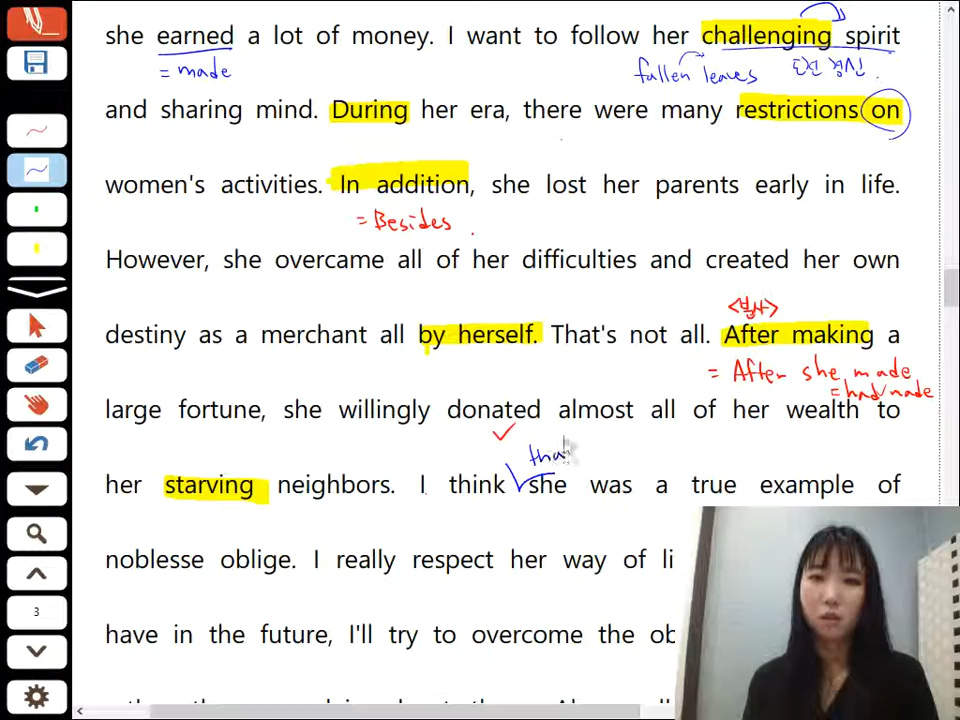 she earned a lot of money. I want to follow her challenging spirit
= made
fallen leaves
도전 정신
and sharing mind. During her era, there were many restrictions on
women's activities. In addition, she lost her parents early in life.
= Besides
However, she overcame all of her difficulties and created her own
destiny as a merchant all by herself. That's not all. After making a
= After she made
= had made
large fortune, she willingly donated almost all of her wealth to
tha
her starving neighbors. I think she was a true example of
noblesse oblige. I really respect her way of li
have in the future, I'll try to overcome the ob
3